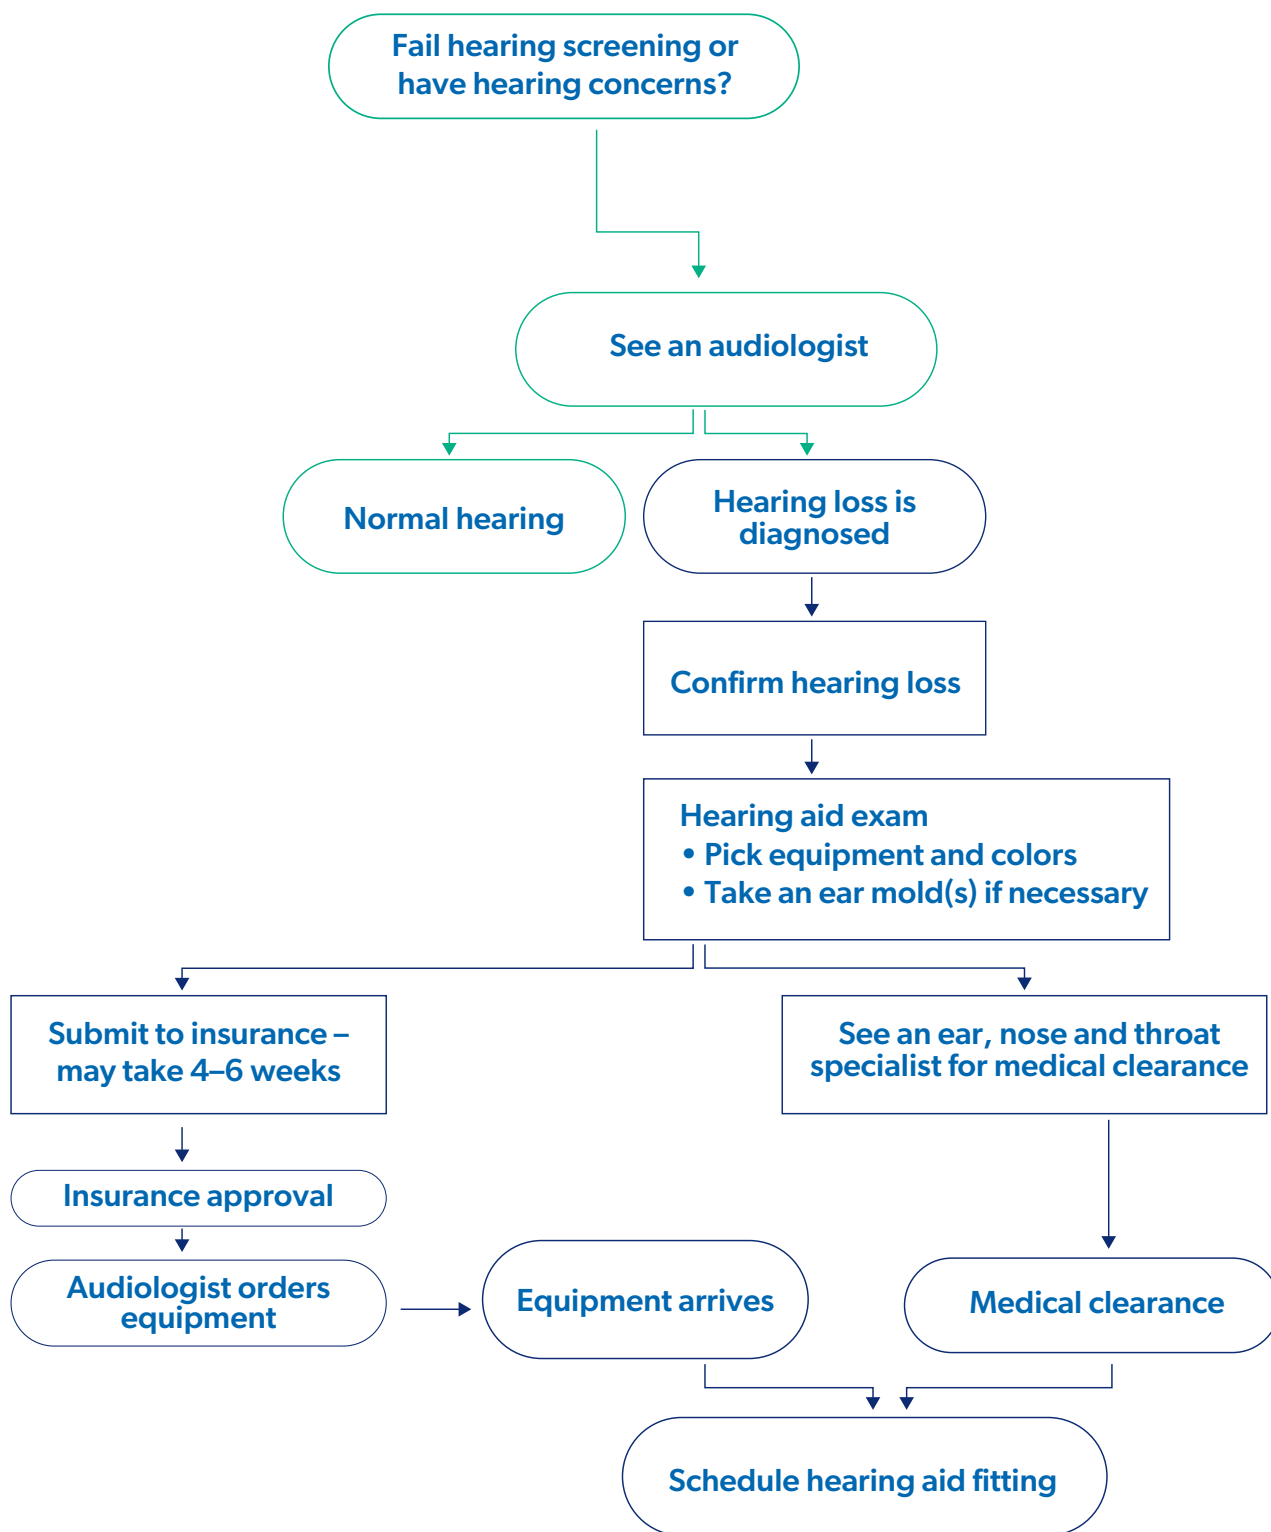 Fail hearing screening or
have hearing concerns?
See an audiologist
Normal hearing
Hearing loss is
diagnosed
Confirm hearing loss
Hearing aid exam
• Pick equipment and colors
• Take an ear mold(s) if necessary
Submit to insurance –
may take 4–6 weeks
See an ear, nose and throat
specialist for medical clearance
Insurance approval
Audiologist orders
equipment
Equipment arrives
Medical clearance
Schedule hearing aid fitting